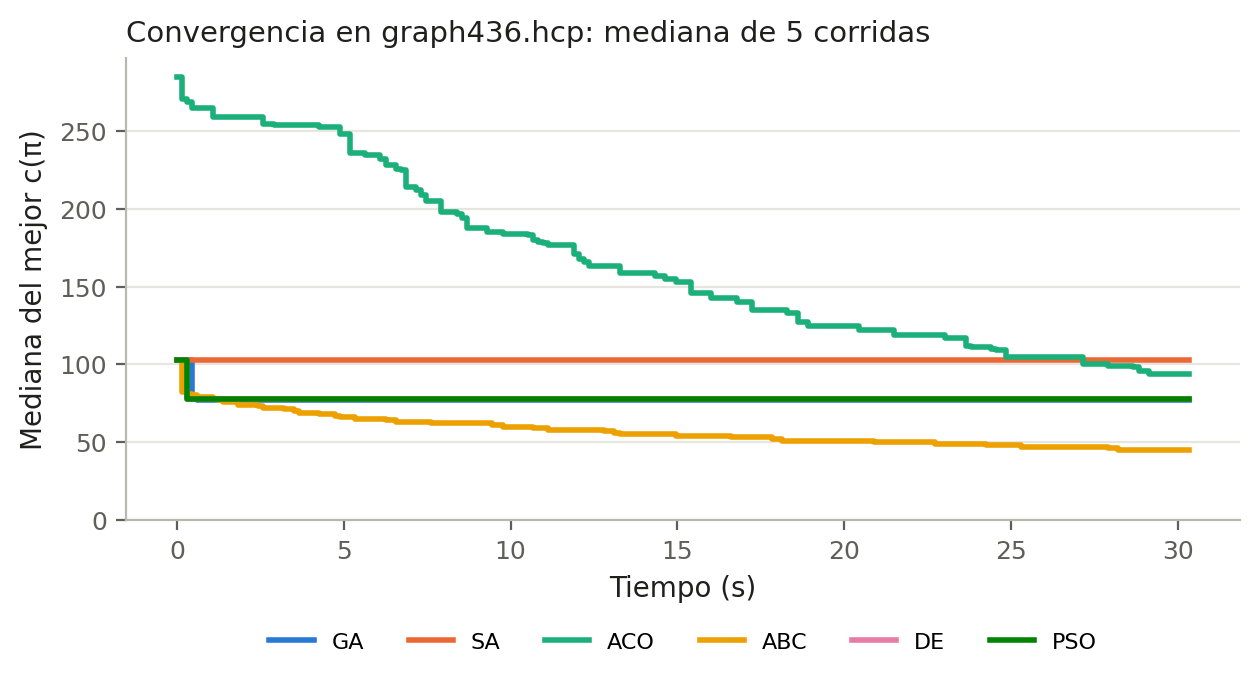 Convergencia en graph436.hcp: mediana de 5 corridas
Mediana del mejor c(π)
250
200
150
100
50
0
0 5 10 15 20 25 30
Tiempo (s)
GA SA ACO ABC DE PSO